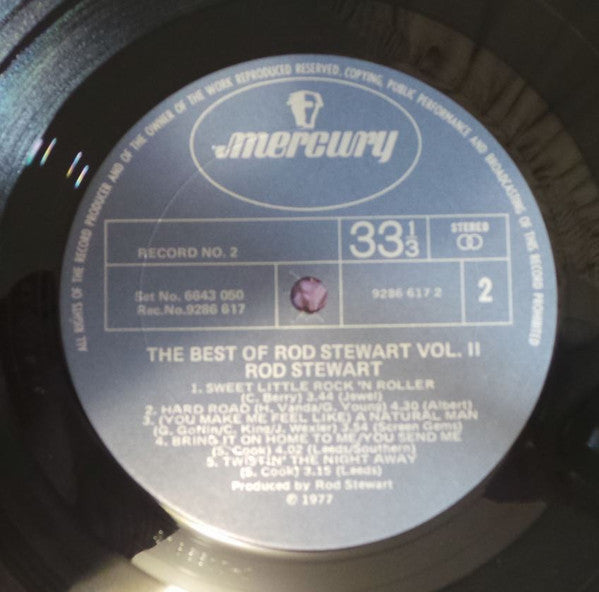 ALL RIGHTS OF THE RECORD PRODUCER AND OF THE OWNER OF THE WORK REPRODUCED RESERVED. COPYING, PUBLIC PERFORMANCE AND BROADCASTING OF THIS RECORD PROHIBITED
mercury
RECORD NO. 2
33 1/3
STEREO
Set No. 6643 050
Rec.No.9286 617
9286 617 2
2
THE BEST OF ROD STEWART VOL. II
ROD STEWART
1. SWEET LITTLE ROCK 'N ROLLER
(C. Berry) 3.44 (Jewel)
2. HARD ROAD (H. Vanda/G. Young) 4.30 (Albert)
3. (YOU MAKE ME FEEL LIKE) A NATURAL MAN
(G. Goffin/C. King/J. Wexler) 3.54 (Screen Gems)
4. BRING IT ON HOME TO ME/YOU SEND ME
(S. Cook) 4.02 (Leeds/Southern)
5. TWISTIN' THE NIGHT AWAY
(S. Cook) 3.15 (Leeds)
Produced by Rod Stewart
℗ 1977